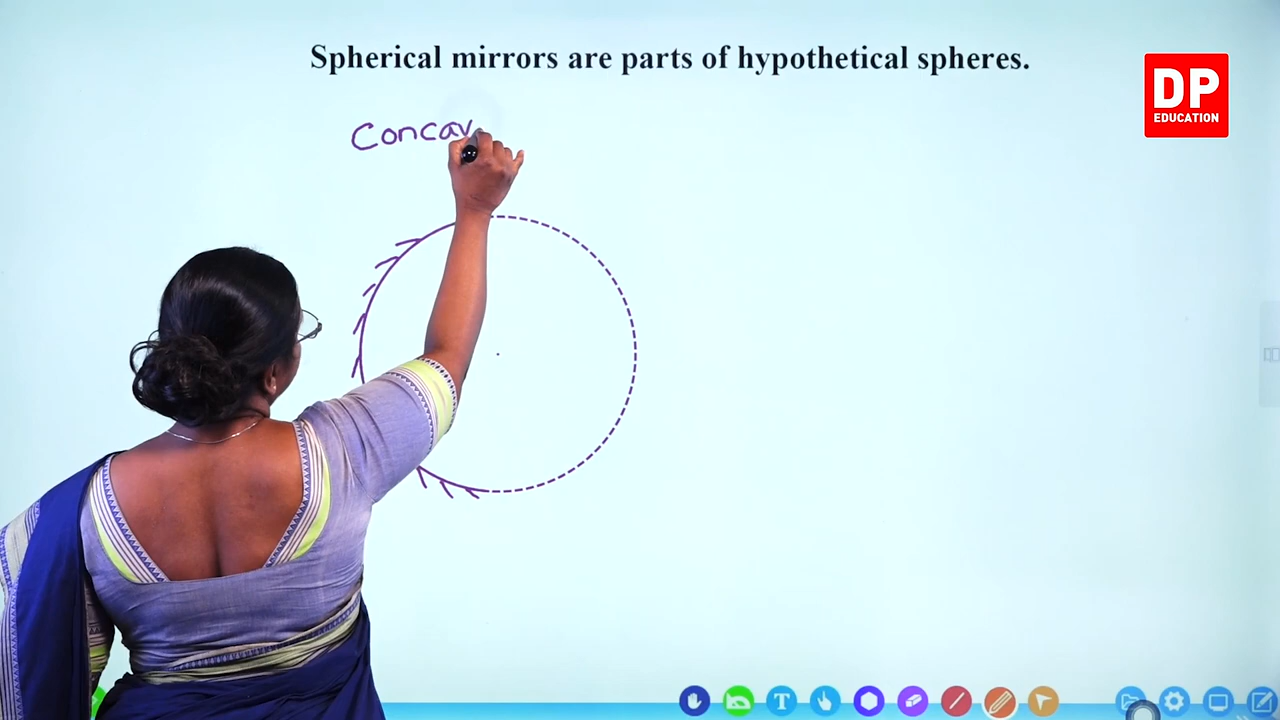 Spherical mirrors are parts of hypothetical spheres.
DP
EDUCATION
Concav
T